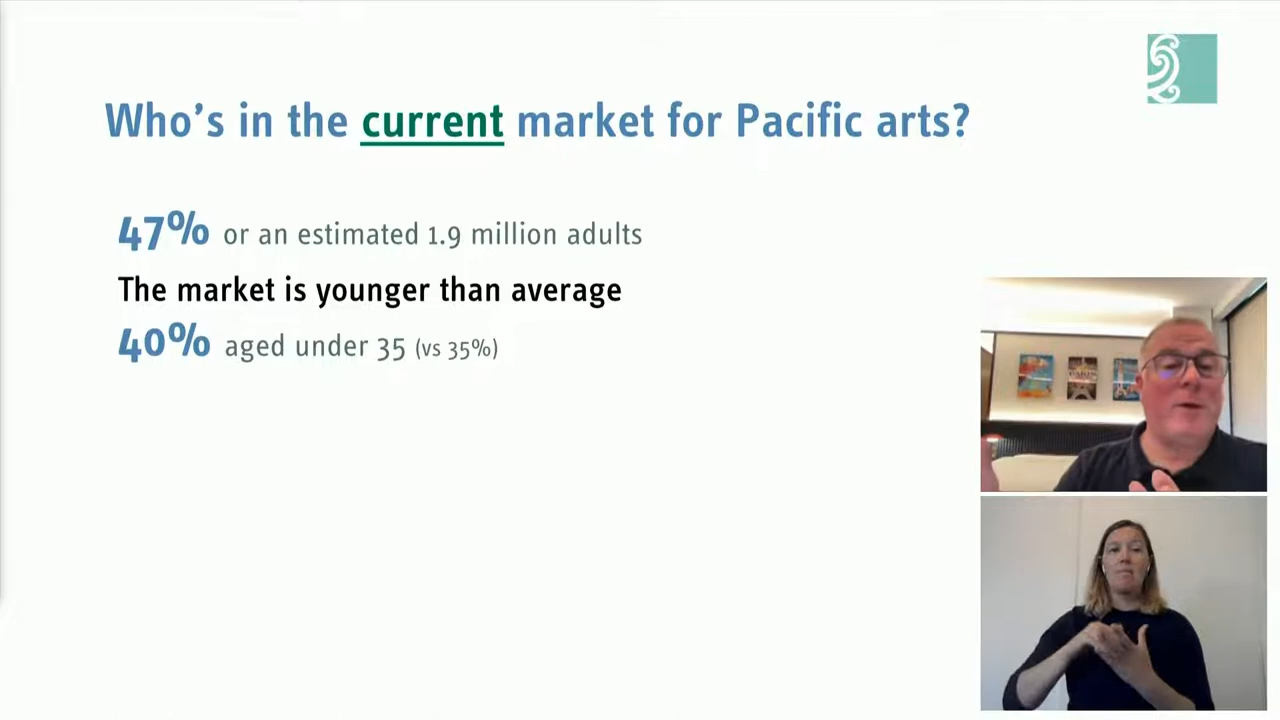 Who's in the current market for Pacific arts?
47% or an estimated 1.9 million adults
The market is younger than average
40% aged under 35 (vs 35%)
PARIS